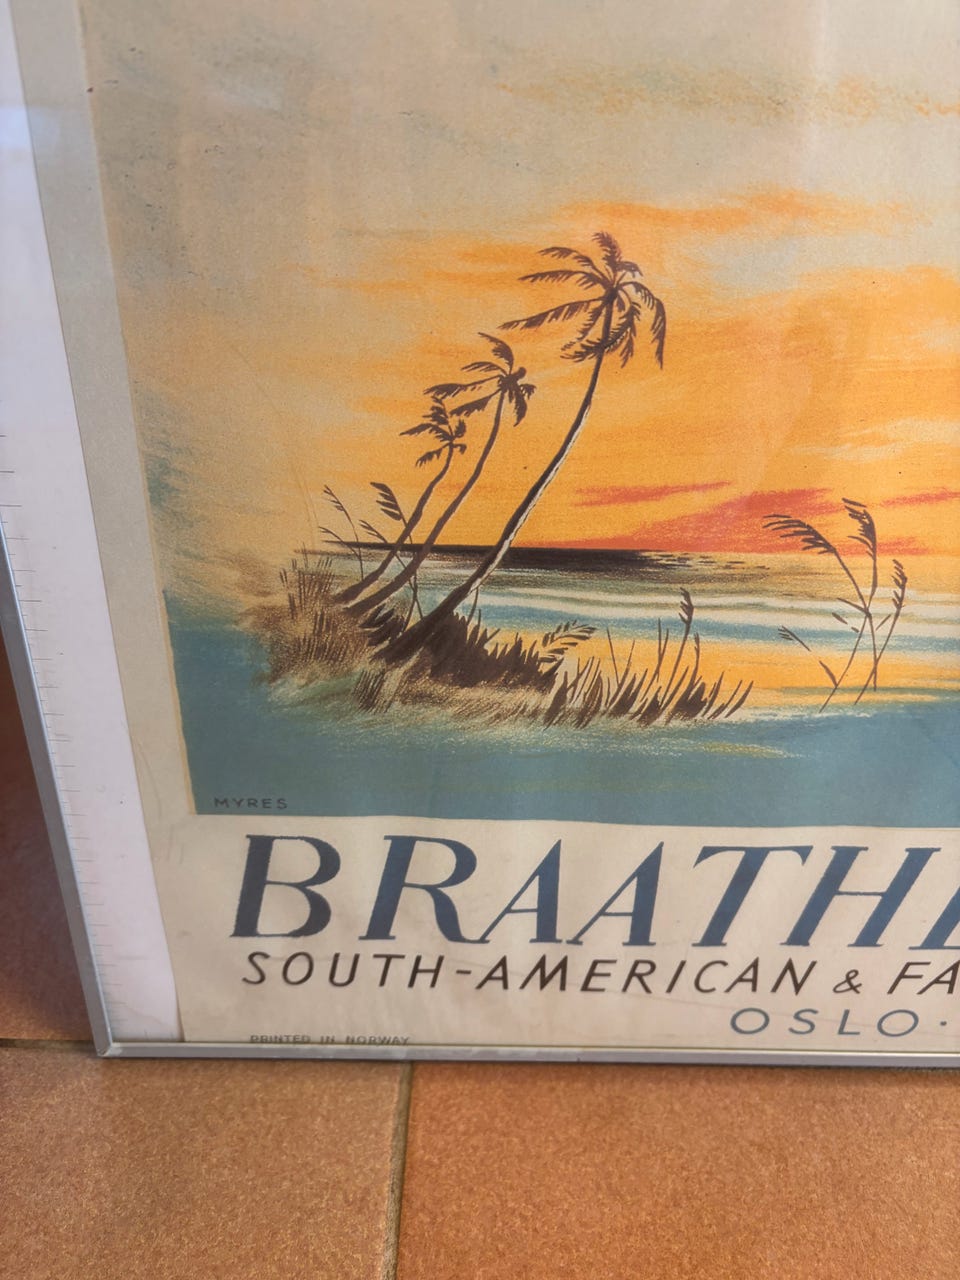 MYRES
BRAATHE
SOUTH-AMERICAN & FA
OSLO·
PRINTED IN NORWAY